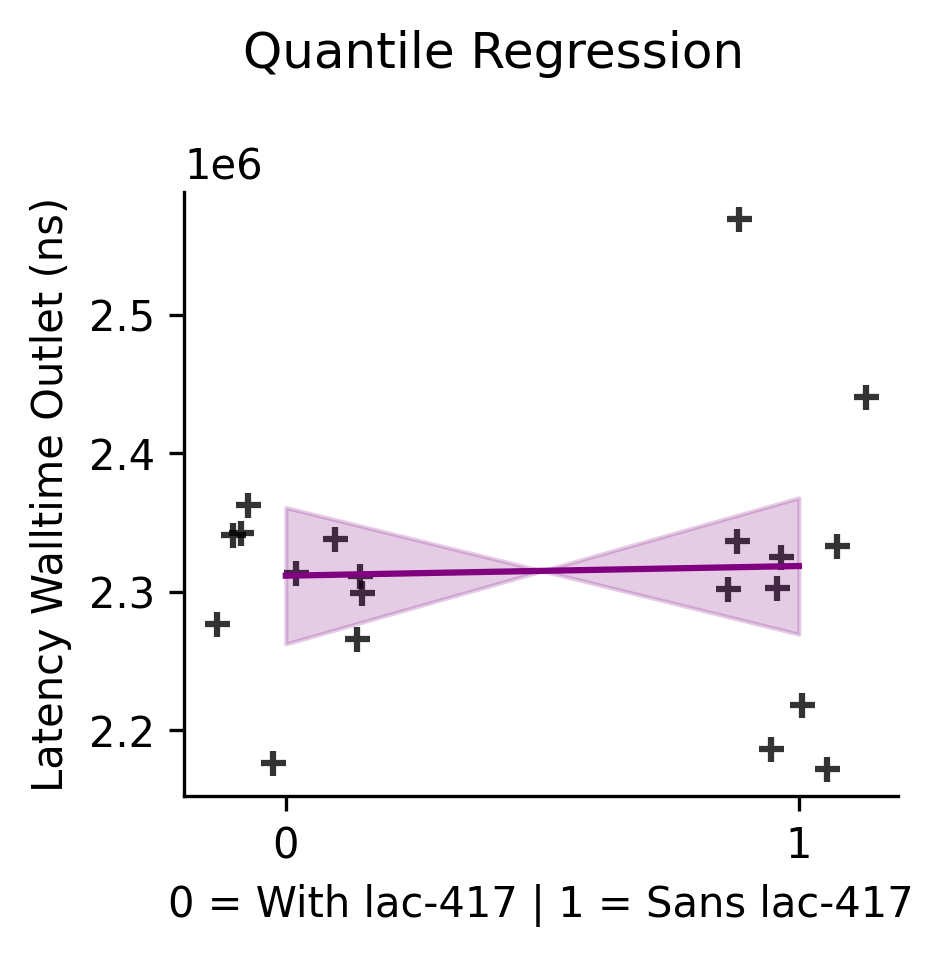 Quantile Regression
1e6
Latency Walltime Outlet (ns)
2.5
2.4
2.3
2.2
0 1
0 = With lac-417 | 1 = Sans lac-417